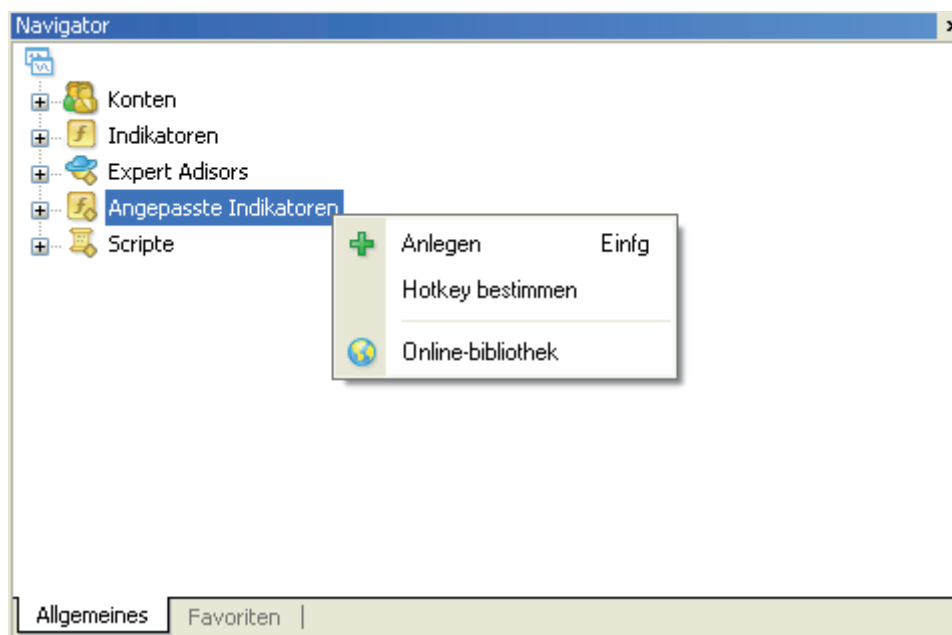 Navigator
Konten
Indikatoren
Expert Adisors
Angepasste Indikatoren
Scripte
Anlegen Einfg
Hotkey bestimmen
Online-bibliothek
Allgemeines Favoriten